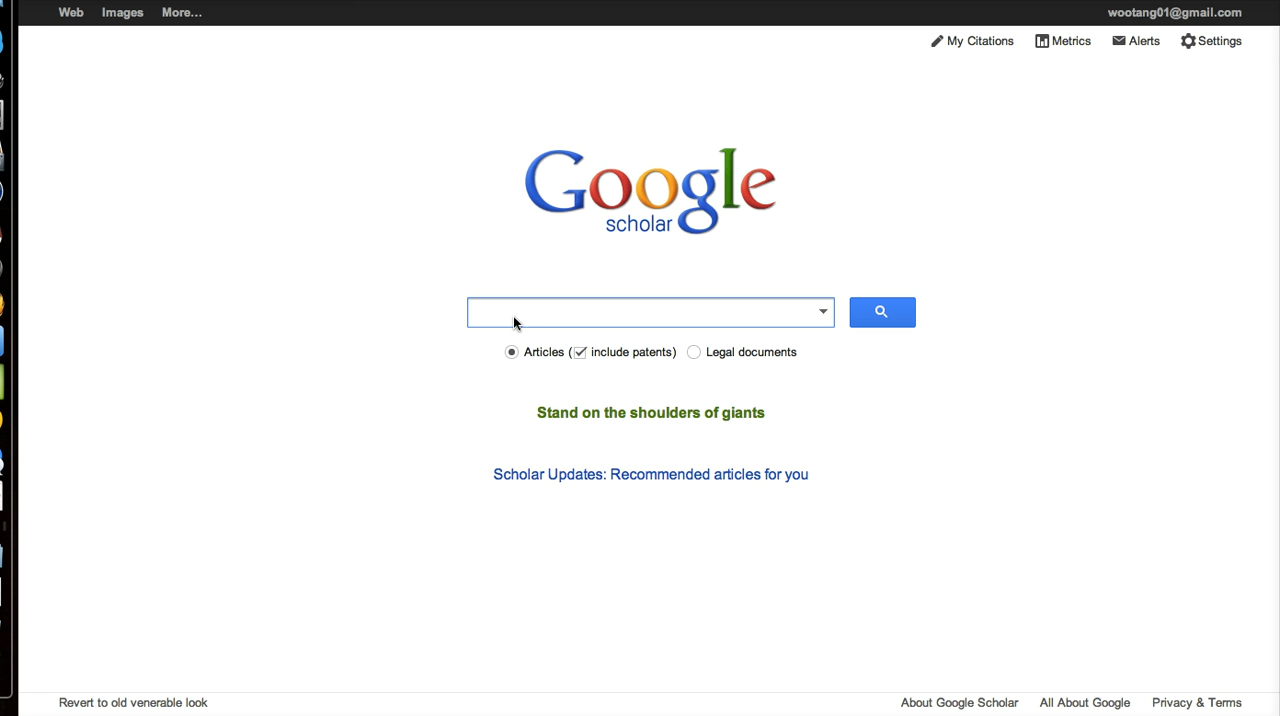 Web Images More... wootang01@gmail.com
My Citations Metrics Alerts Settings
Google
scholar
Articles ( include patents) Legal documents
Stand on the shoulders of giants
Scholar Updates: Recommended articles for you
Revert to old venerable look About Google Scholar All About Google Privacy & Terms